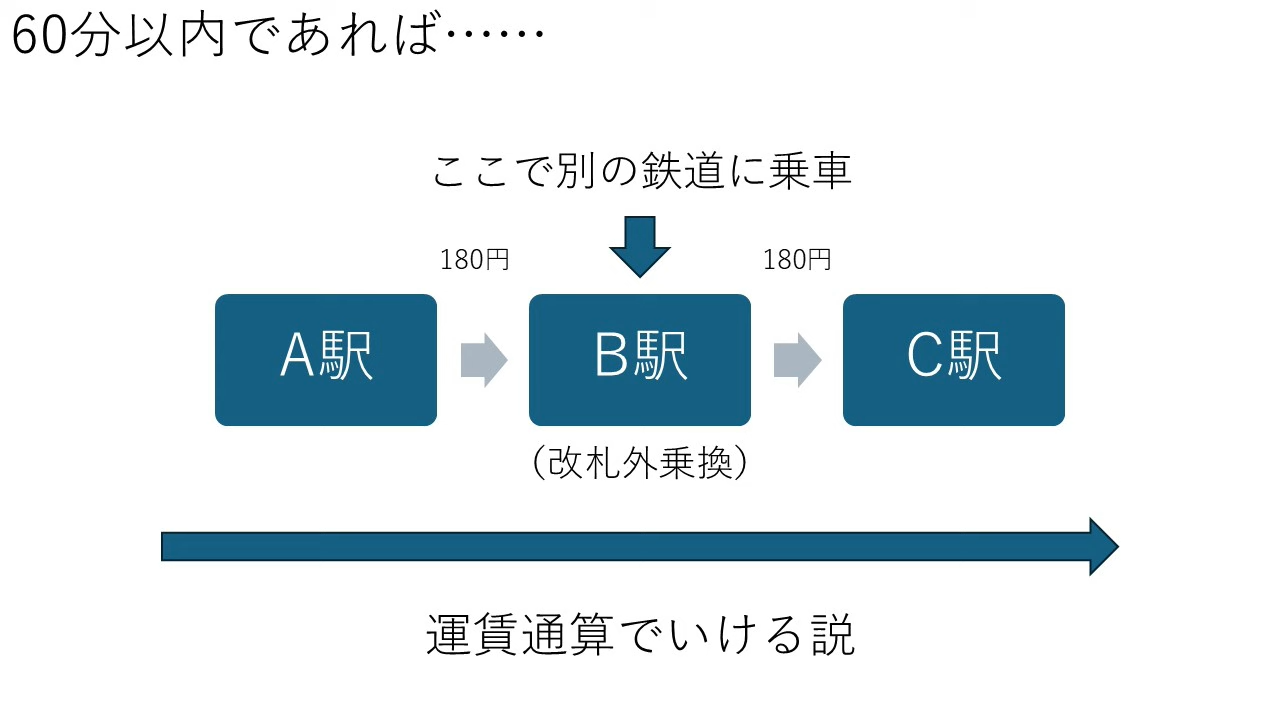 60分以内であれば……
ここで別の鉄道に乗車
180円
180円
A駅
B駅
C駅
（改札外乗換）
運賃通算でいける説